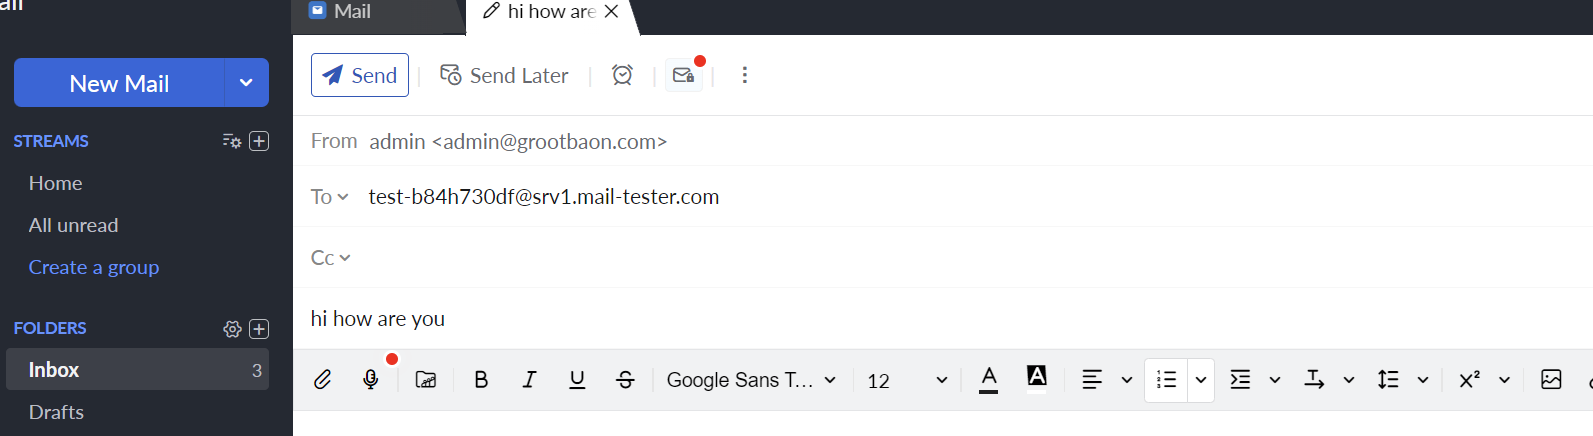 Mail
hi how are
New Mail
Send
Send Later
STREAMS
From admin <admin@grootbaon.com>
Home
To test-b84h730df@srv1.mail-tester.com
All unread
Cc
Create a group
hi how are you
FOLDERS
Inbox 3
B I U S Google Sans T... 12 A A X²
Drafts